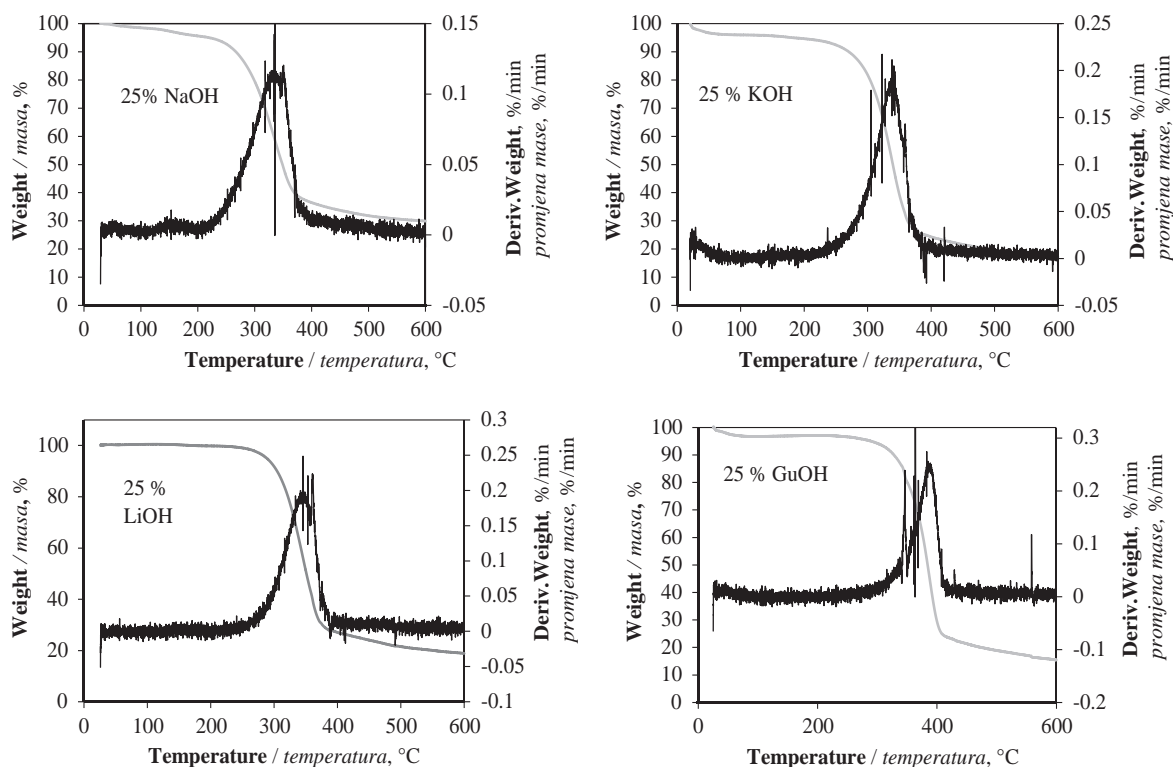 25% NaOH
Weight / masa, %
100
90
80
70
60
50
40
30
20
10
0
0 100 200 300 400 500 600
Temperature / temperatura, °C
0.15
0.1
0.05
0
-0.05
Deriv.Weight, %/min
promjena mase, %/min
25 % KOH
Weight / masa, %
100
90
80
70
60
50
40
30
20
10
0
0 100 200 300 400 500 600
Temperature / temperatura, °C
0.25
0.2
0.15
0.1
0.05
0
-0.05
Deriv.Weight, %/min
promjena mase, %/min
25 %
LiOH
Weight / masa, %
100
80
60
40
20
0
0 100 200 300 400 500 600
Temperature / temperatura, °C
0.3
0.25
0.2
0.15
0.1
0.05
0
-0.05
-0.1
Deriv.Weight, %/min
promjena mase, %/min
25 % GuOH
Weight / masa, %
100
90
80
70
60
50
40
30
20
10
0
0 200 400 600
Temperature / temperatura, °C
0.3
0.2
0.1
0
-0.1
-0.2
Deriv.Weight, %/min
promjena mase, %/min